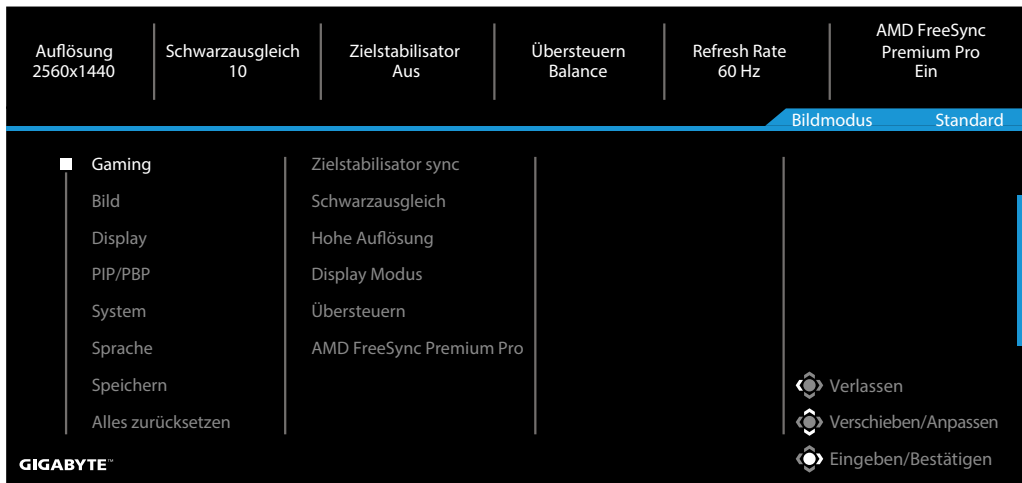 Auflösung
2560x1440
Schwarzausgleich
10
Zielstabilisator
Aus
Übersteuern
Balance
Refresh Rate
60 Hz
AMD FreeSync
Premium Pro
Ein
Bildmodus Standard
Gaming
Bild
Display
PIP/PBP
System
Sprache
Speichern
Alles zurücksetzen
Zielstabilisator sync
Schwarzausgleich
Hohe Auflösung
Display Modus
Übersteuern
AMD FreeSync Premium Pro
Verlassen
Verschieben/Anpassen
Eingeben/Bestätigen
GIGABYTE™